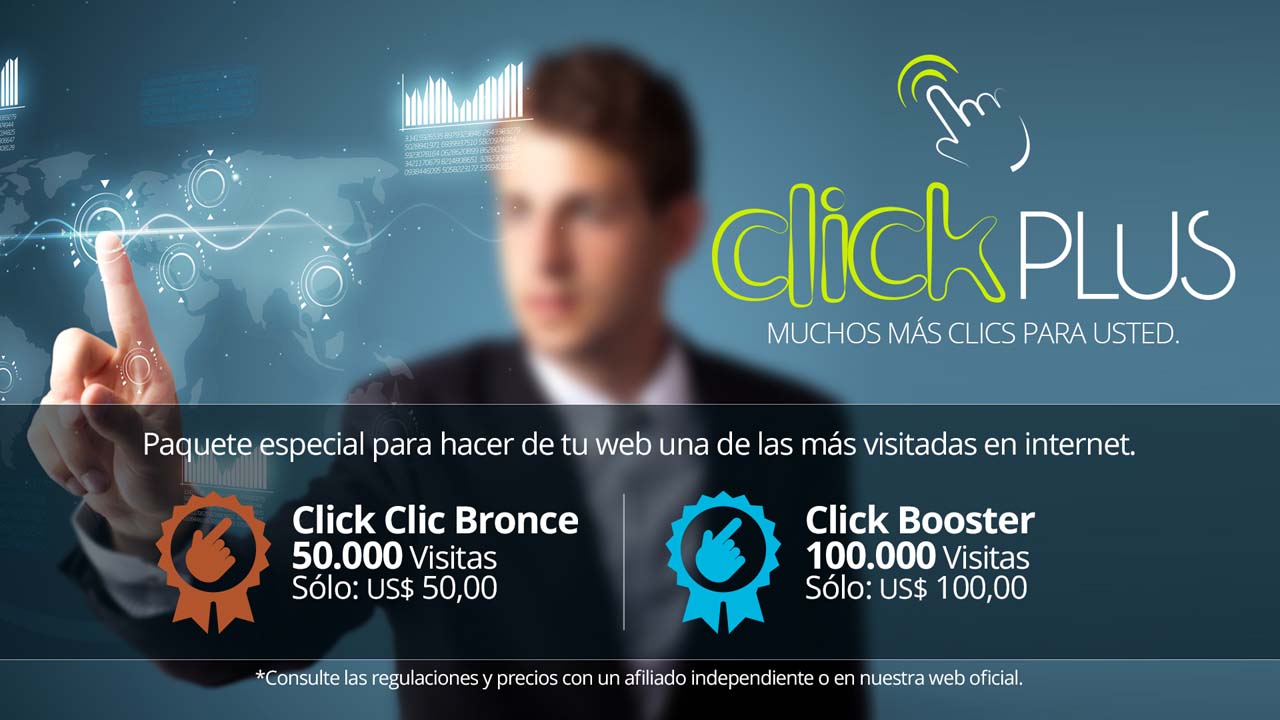 click PLUS
MUCHOS MÁS CLICS PARA USTED.
Paquete especial para hacer de tu web una de las más visitadas en internet.
Click Clic Bronce
50.000 Visitas
Sólo: US$ 50,00
Click Booster
100.000 Visitas
Sólo: US$ 100,00
*Consulte las regulaciones y precios con un afiliado independiente o en nuestra web oficial.